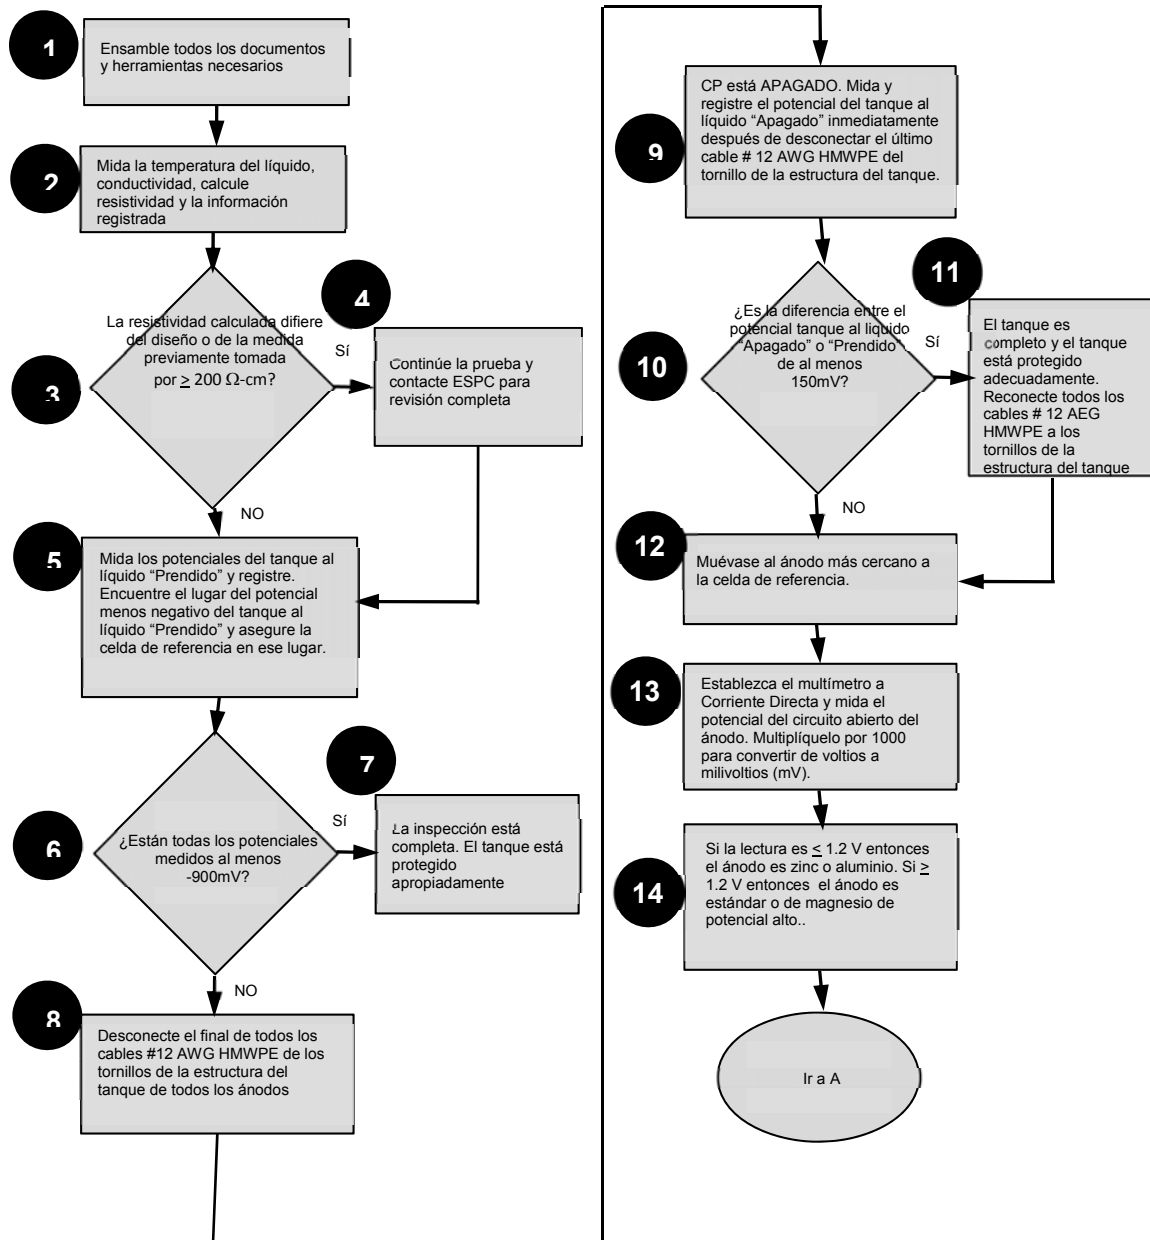 1
Ensamble todos los documentos
y herramientas necesarios
2
Mida la temperatura del líquido,
conductividad, calcule
resistividad y la información
registrada
3
La resistividad calculada difiere
del diseño o de la medida
previamente tomada
por ≥ 200 Ω-cm?
Sí
4
Continúe la prueba y
contacte ESPC para
revisión completa
NO
5
Mida los potenciales del tanque al
líquido “Prendido” y registre.
Encuentre el lugar del potencial
menos negativo del tanque al
líquido “Prendido” y asegure la
celda de referencia en ese lugar.
6
¿Están todas los potenciales
medidos al menos
-900mV?
Sí
7
La inspección está
completa. El tanque está
protegido
apropiadamente
NO
8
Desconecte el final de todos los
cables #12 AWG HMWPE de los
tornillos de la estructura del
tanque de todos los ánodos
9
CP está APAGADO. Mida y
registre el potencial del tanque al
líquido “Apagado” inmediatamente
después de desconectar el último
cable # 12 AWG HMWPE del
tornillo de la estructura del tanque.
10
¿Es la diferencia entre el
potencial tanque al liquido
“Apagado” o “Prendido”
de al menos
150mV?
Sí
11
El tanque es
completo y el tanque
está protegido
adecuadamente.
Reconecte todos los
cables # 12 AEG
HMWPE a los
tornillos de la
estructura del tanque
NO
12
Muévase al ánodo más cercano a
la celda de referencia.
13
Establezca el multímetro a
Corriente Directa y mida el
potencial del circuito abierto del
ánodo. Multiplíquelo por 1000
para convertir de voltios a
milivoltios (mV).
14
Si la lectura es ≤ 1.2 V entonces
el ánodo es zinc o aluminio. Si ≥
1.2 V entonces el ánodo es
estándar o de magnesio de
potencial alto..
Ir a A